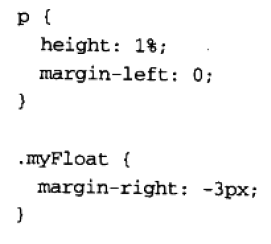 p {
  height: 1%;
  margin-left: 0;
}

.myFloat {
  margin-right: -3px;
}